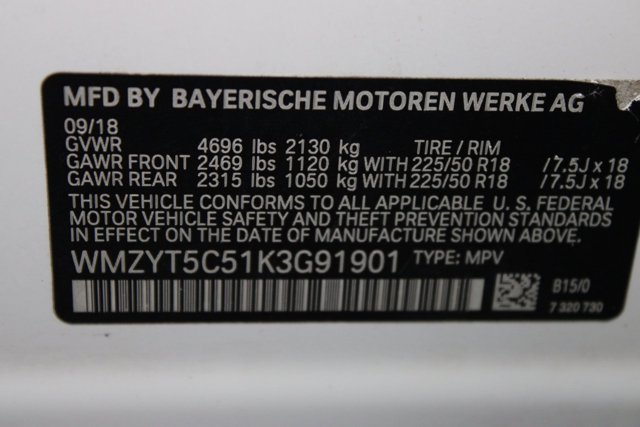 MFD BY BAYERISCHE MOTOREN WERKE AG
09/18
GVWR 4696 lbs 2130 kg TIRE / RIM
GAWR FRONT 2469 lbs 1120 kg WITH 225/50 R18 /7.5J x 18
GAWR REAR 2315 lbs 1050 kg WITH 225/50 R18 /7.5J x 18
THIS VEHICLE CONFORMS TO ALL APPLICABLE U. S. FEDERAL
MOTOR VEHICLE SAFETY AND THEFT PREVENTION STANDARDS
IN EFFECT ON THE DATE OF MANUFACTURE SHOWN ABOVE.
WMZYT5C51K3G91901 TYPE: MPV
B15/0
7 320 730